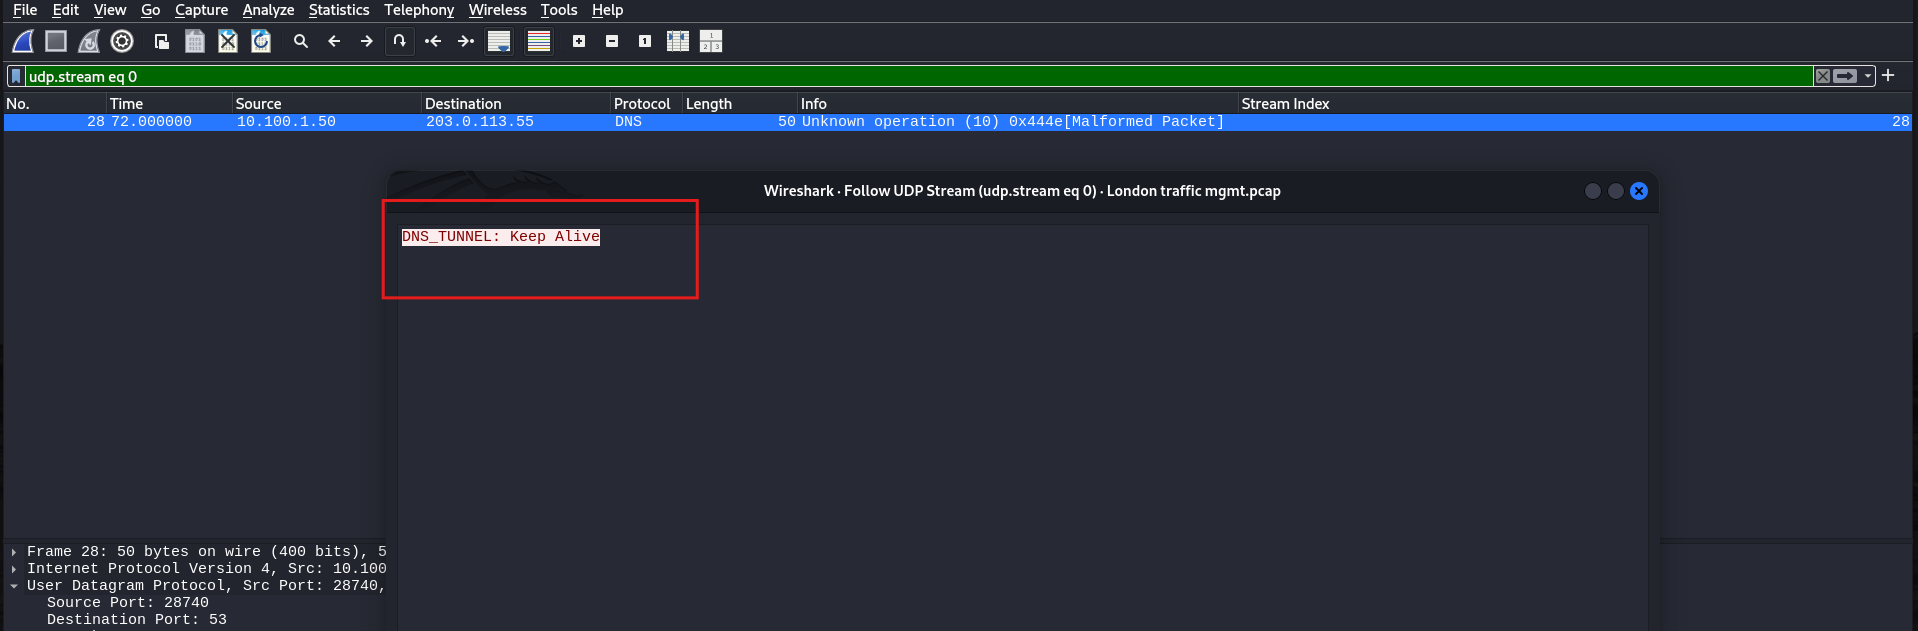 File Edit View Go Capture Analyze Statistics Telephony Wireless Tools Help
udp.stream eq 0
No. Time Source Destination Protocol Length Info Stream Index
28 72.000000 10.100.1.50 203.0.113.55 DNS 50 Unknown operation (10) 0x444e[Malformed Packet] 28
Wireshark · Follow UDP Stream (udp.stream eq 0) · London traffic mgmt.pcap
DNS_TUNNEL: Keep Alive
Frame 28: 50 bytes on wire (400 bits), 5
Internet Protocol Version 4, Src: 10.100
User Datagram Protocol, Src Port: 28740,
Source Port: 28740
Destination Port: 53